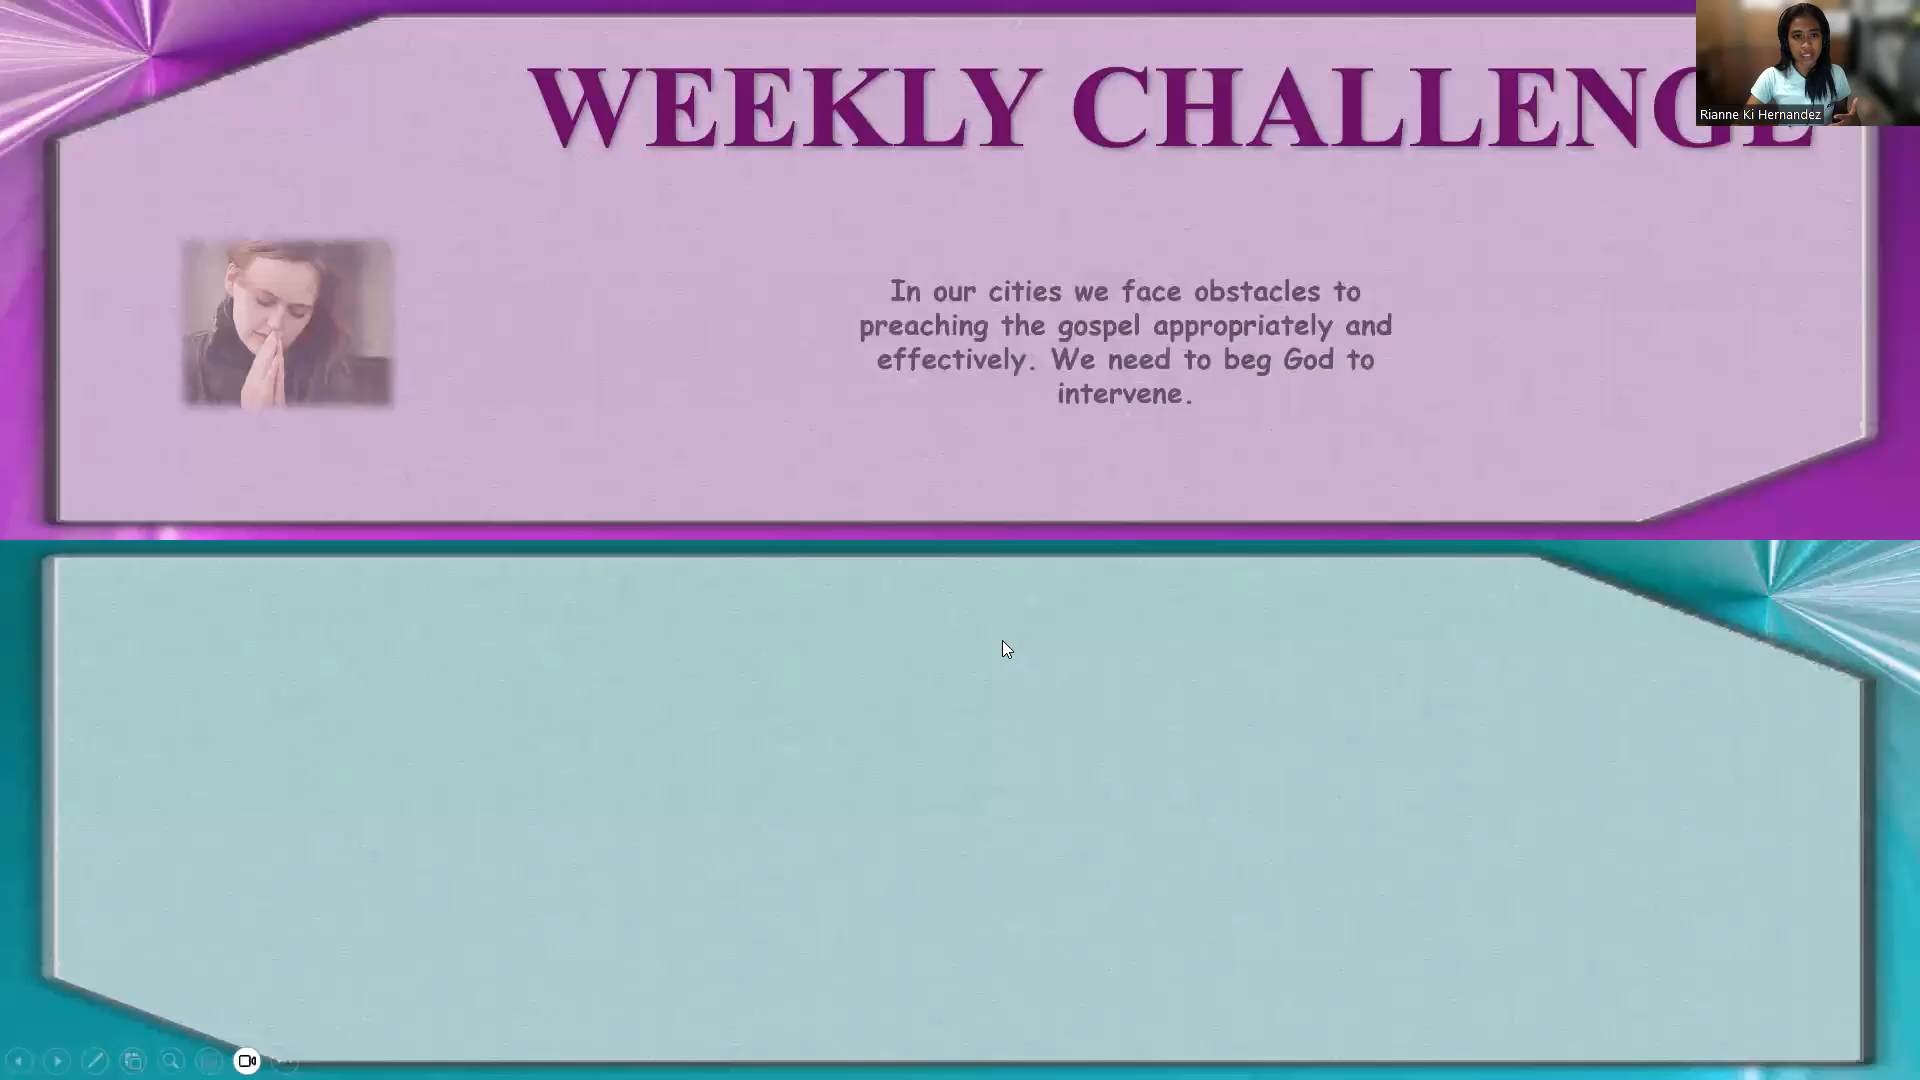 WEEKLY CHALLENGE
Rianne Ki Hernandez
In our cities we face obstacles to
preaching the gospel appropriately and
effectively. We need to beg God to
intervene.